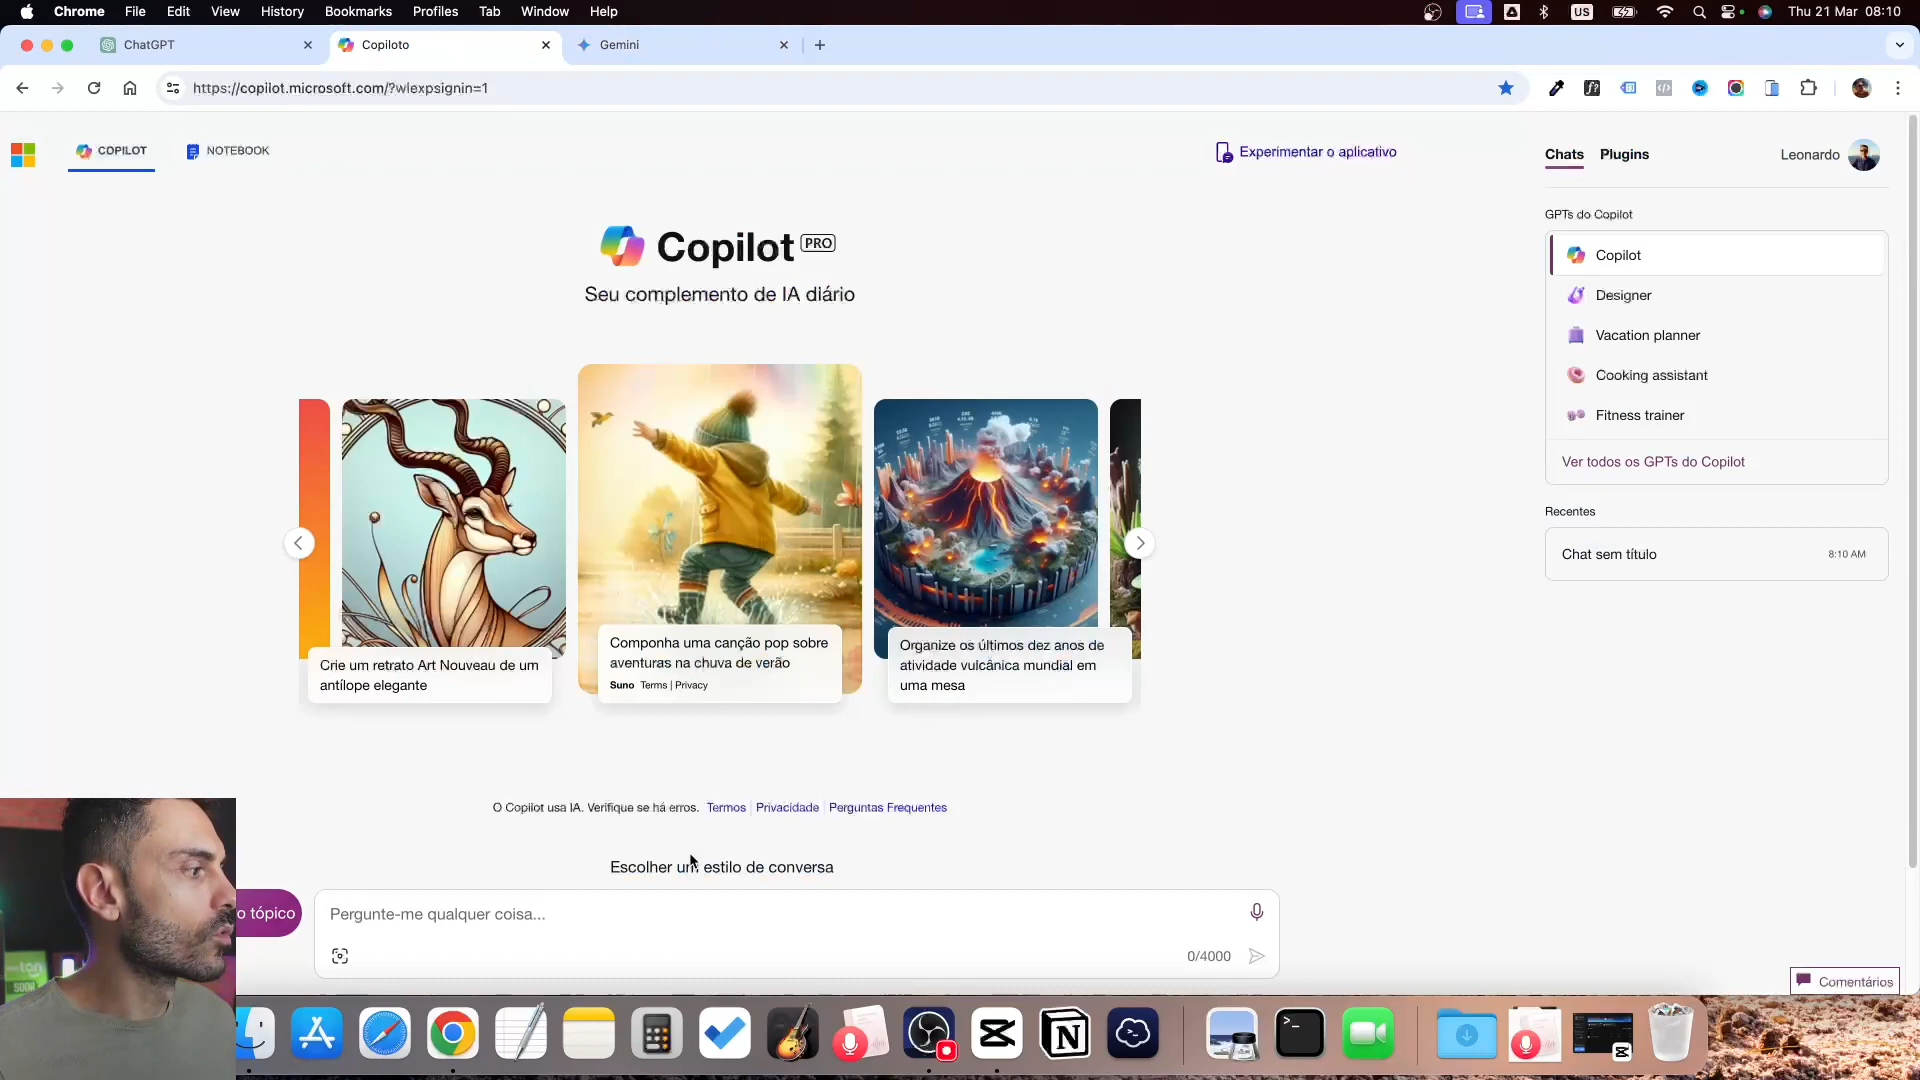 Chrome File Edit View History Bookmarks Profiles Tab Window Help
US
Thu 21 Mar 08:10
ChatGPT
Copiloto
Gemini
https://copilot.microsoft.com/?wlexpsignin=1
COPILOT
NOTEBOOK
Experimentar o aplicativo
Chats
Plugins
Leonardo
Copilot PRO
Seu complemento de IA diário
GPTs do Copilot
Copilot
Designer
Vacation planner
Cooking assistant
Fitness trainer
Ver todos os GPTs do Copilot
Recentes
Chat sem título
8:10 AM
Crie um retrato Art Nouveau de um
antílope elegante
Componha uma canção pop sobre
aventuras na chuva de verão
Suno Terms | Privacy
Organize os últimos dez anos de
atividade vulcânica mundial em
uma mesa
O Copilot usa IA. Verifique se há erros. Termos | Privacidade | Perguntas Frequentes
Escolher um estilo de conversa
o tópico
Pergunte-me qualquer coisa...
0/4000
Comentários